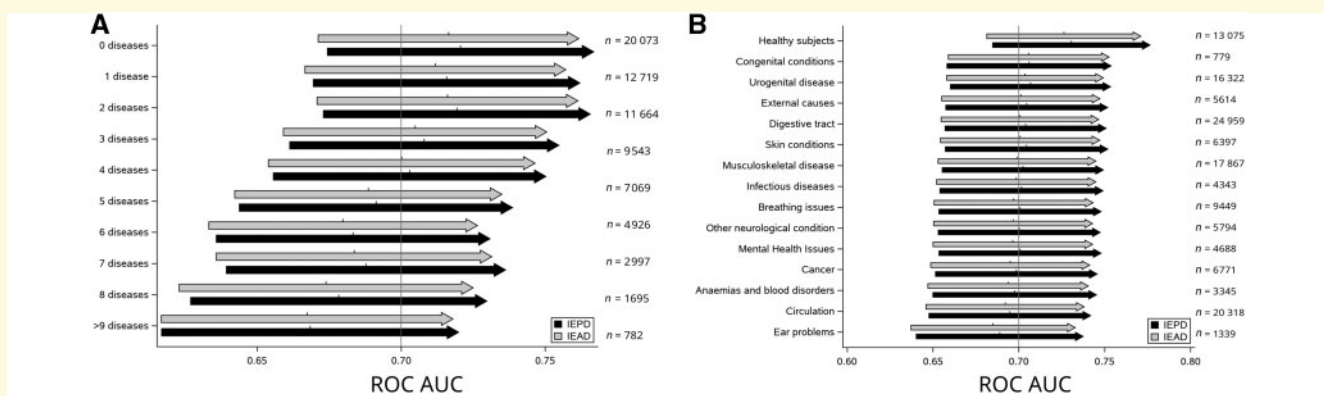 A
0 diseases
n = 20 073
1 disease
n = 12 719
2 diseases
n = 11 664
3 diseases
n = 9543
4 diseases
n = 7069
5 diseases
n = 4926
6 diseases
n = 2997
7 diseases
n = 1695
8 diseases
n = 782
>9 diseases
IEPD
IEAD
0.65
0.70
0.75
ROC AUC
B
Healthy subjects
n = 13 075
Congenital conditions
n = 779
Urogenital disease
n = 16 322
External causes
n = 5614
Digestive tract
n = 24 959
Skin conditions
n = 6397
Musculoskeletal disease
n = 17 867
Infectious diseases
n = 4343
Breathing issues
n = 9449
Other neurological condition
n = 5794
Mental Health Issues
n = 4688
Cancer
n = 6771
Anaemias and blood disorders
n = 3345
Circulation
n = 20 318
Ear problems
n = 1339
IEPD
IEAD
0.60
0.65
0.70
0.75
0.80
ROC AUC